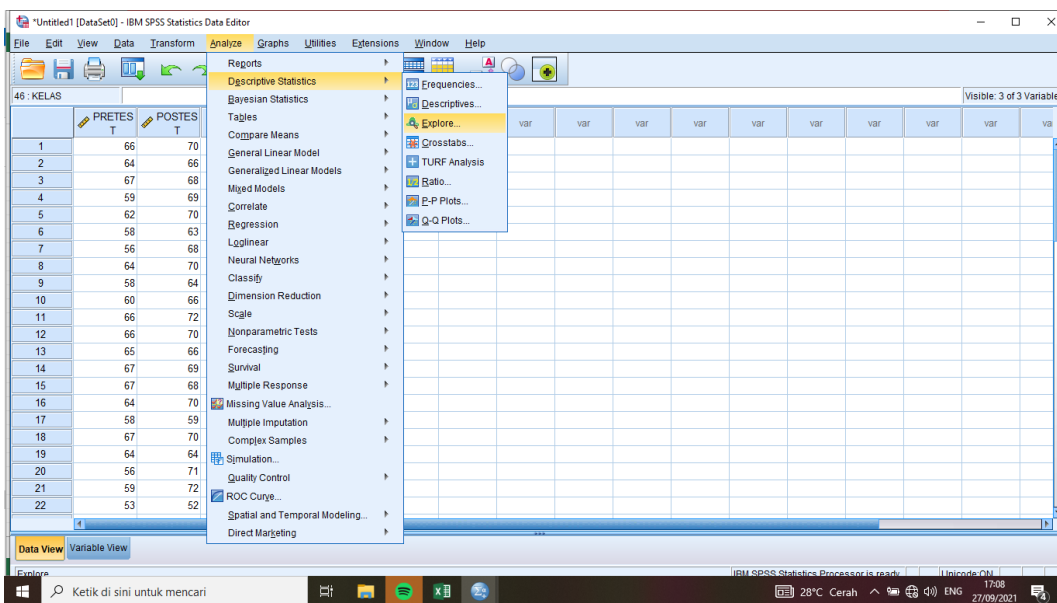 *Untitled1 [DataSet0] - IBM SPSS Statistics Data Editor
File Edit View Data Transform Analyze Graphs Utilities Extensions Window Help
46 : KELAS
Visible: 3 of 3 Variable
PRETEST POSTEST var var var var var var var var var va
1 66 70
2 64 66
3 67 68
4 59 69
5 62 70
6 58 63
7 56 68
8 64 70
9 58 64
10 60 66
11 66 72
12 66 70
13 65 66
14 67 69
15 67 68
16 64 70
17 58 59
18 67 70
19 64 64
20 56 71
21 59 72
22 53 52
Reports
Descriptive Statistics
Bayesian Statistics
Tables
Compare Means
General Linear Model
Generalized Linear Models
Mixed Models
Correlate
Regression
Loglinear
Neural Networks
Classify
Dimension Reduction
Scale
Nonparametric Tests
Forecasting
Survival
Multiple Response
Missing Value Analysis...
Multiple Imputation
Complex Samples
Simulation...
Quality Control
ROC Curve...
Spatial and Temporal Modeling...
Direct Marketing
Frequencies...
Descriptives...
Explore...
Crosstabs...
TURF Analysis
Ratio...
P-P Plots...
Q-Q Plots...
Data View Variable View
Explore IBM SPSS Statistics Processor is ready Unicode:ON
Ketik di sini untuk mencari
28°C Cerah ENG
17:08
27/09/2021